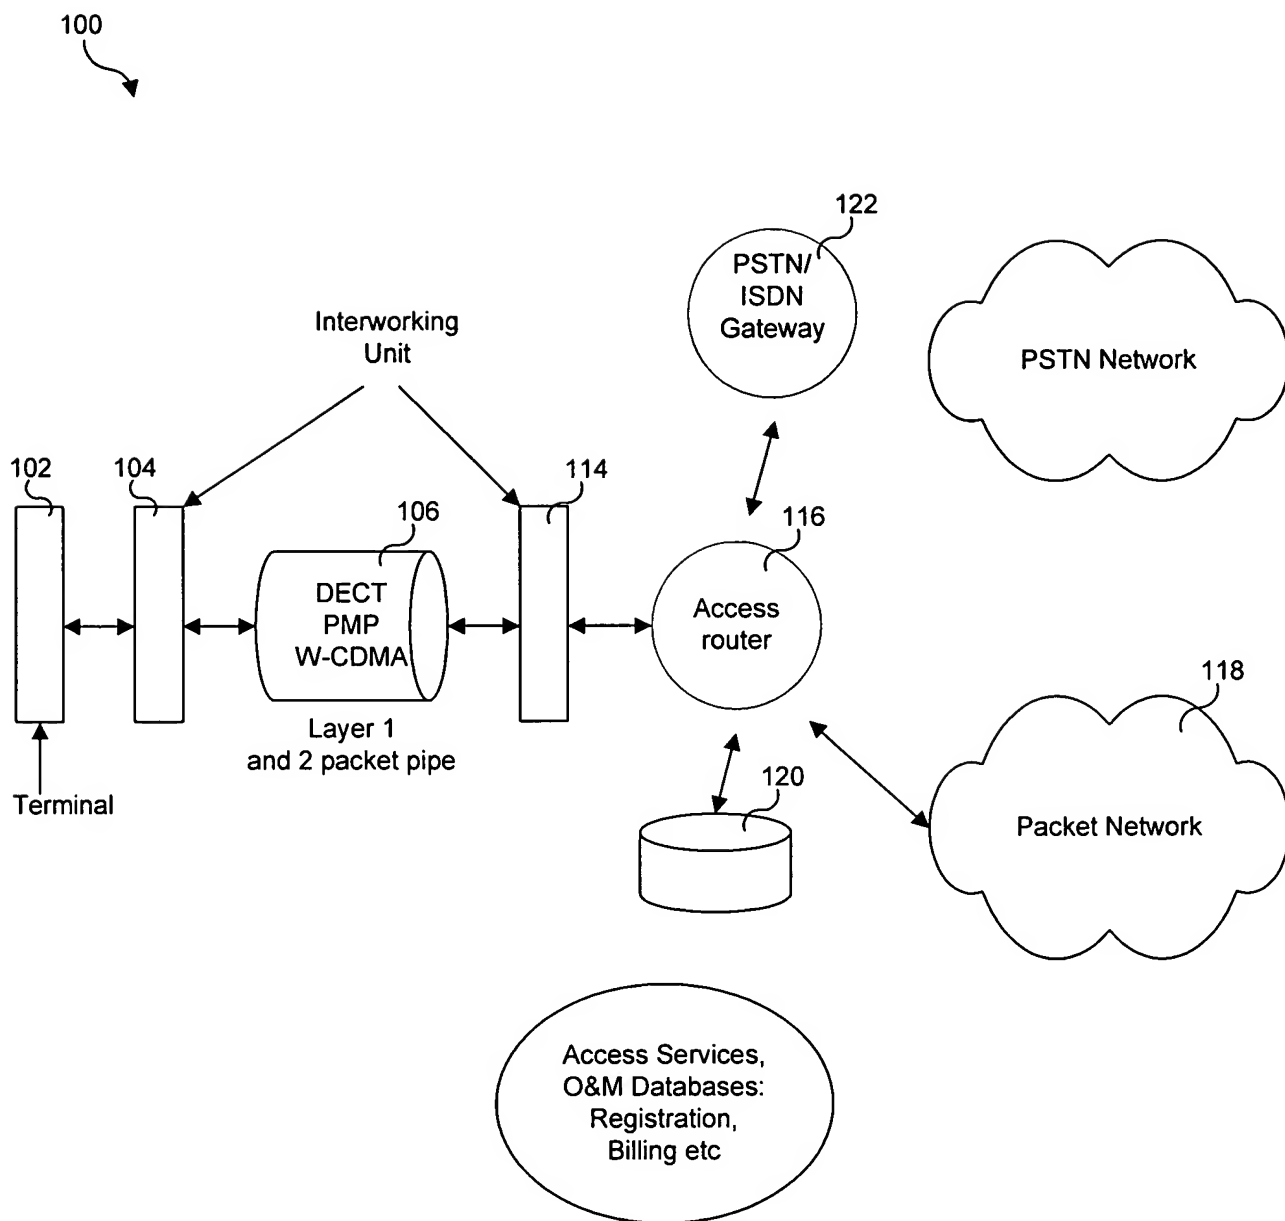 100
122
PSTN/
ISDN
Gateway
PSTN Network
Interworking
Unit
102
104
114
106
116
DECT
PMP
W-CDMA
Access
router
Layer 1
and 2 packet pipe
118
Terminal
120
Packet Network
Access Services,
O&M Databases:
Registration,
Billing etc